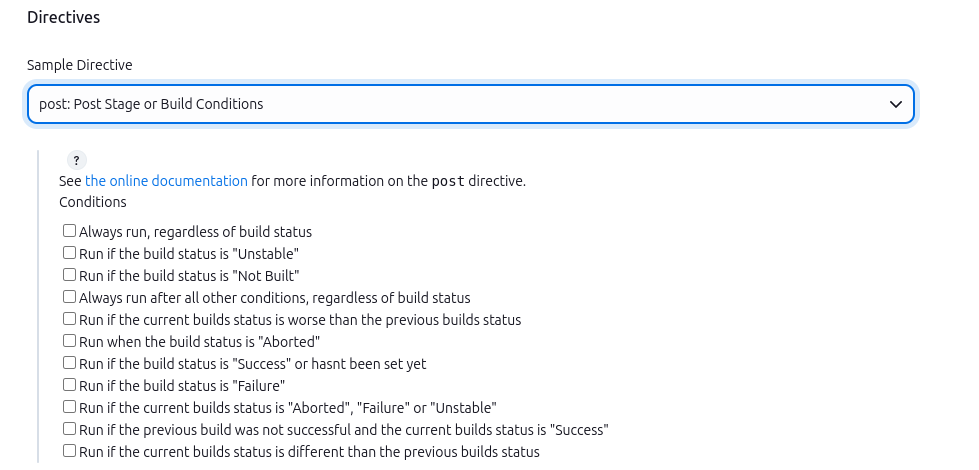 Directives
Sample Directive
post: Post Stage or Build Conditions
?
See the online documentation for more information on the post directive.
Conditions
Always run, regardless of build status
Run if the build status is "Unstable"
Run if the build status is "Not Built"
Always run after all other conditions, regardless of build status
Run if the current builds status is worse than the previous builds status
Run when the build status is "Aborted"
Run if the build status is "Success" or hasnt been set yet
Run if the build status is "Failure"
Run if the current builds status is "Aborted", "Failure" or "Unstable"
Run if the previous build was not successful and the current builds status is "Success"
Run if the current builds status is different than the previous builds status